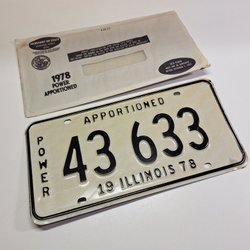 1978
POWER
APPORTIONED
APPORTIONED
POWER
43 633
19 ILLINOIS 78